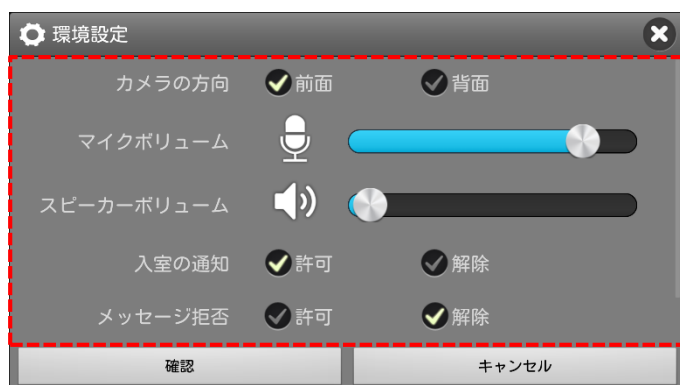 環境設定
カメラの方向 前面 背面
マイクボリューム
スピーカーボリューム
入室の通知 許可 解除
メッセージ拒否 許可 解除
確認 キャンセル